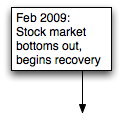 Feb 2009:
Stock market
bottoms out,
begins recovery